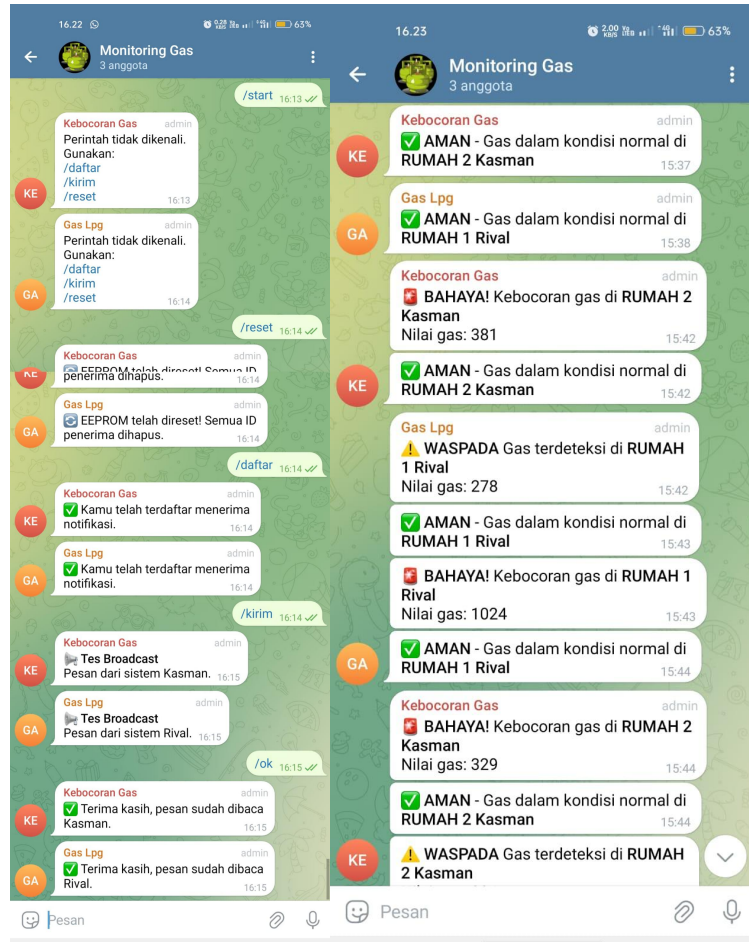 16.22
0.28 KB/S
63%
Monitoring Gas
3 anggota
/start 16:13
Kebocoran Gas admin
Perintah tidak dikenali.
Gunakan:
/daftar
/kirim
/reset 16:13
KE
Gas Lpg admin
Perintah tidak dikenali.
Gunakan:
/daftar
/kirim
/reset 16:14
GA
/reset 16:14
Kebocoran Gas admin
EEPROM telah direset! Semua ID
penerima dihapus. 16:14
KE
Gas Lpg admin
EEPROM telah direset! Semua ID
penerima dihapus. 16:14
GA
/daftar 16:14
Kebocoran Gas admin
✅ Kamu telah terdaftar menerima
notifikasi. 16:14
KE
Gas Lpg admin
✅ Kamu telah terdaftar menerima
notifikasi. 16:14
GA
/kirim 16:14
Kebocoran Gas admin
Tes Broadcast
Pesan dari sistem Kasman. 16:15
KE
Gas Lpg admin
Tes Broadcast
Pesan dari sistem Rival. 16:15
GA
/ok 16:15
Kebocoran Gas admin
✅ Terima kasih, pesan sudah dibaca
Kasman. 16:15
KE
Gas Lpg admin
✅ Terima kasih, pesan sudah dibaca
Rival. 16:15
GA
Pesan
16.23
2.00 KB/S
63%
Monitoring Gas
3 anggota
Kebocoran Gas admin
✅ AMAN - Gas dalam kondisi normal di
RUMAH 2 Kasman 15:37
KE
Gas Lpg admin
✅ AMAN - Gas dalam kondisi normal di
RUMAH 1 Rival 15:38
GA
Kebocoran Gas admin
🚨 BAHAYA! Kebocoran gas di RUMAH 2
Kasman
Nilai gas: 381 15:42
✅ AMAN - Gas dalam kondisi normal di
RUMAH 2 Kasman 15:42
KE
Gas Lpg admin
⚠️ WASPADA Gas terdeteksi di RUMAH
1 Rival
Nilai gas: 278 15:42
✅ AMAN - Gas dalam kondisi normal di
RUMAH 1 Rival 15:43
🚨 BAHAYA! Kebocoran gas di RUMAH 1
Rival
Nilai gas: 1024 15:43
✅ AMAN - Gas dalam kondisi normal di
RUMAH 1 Rival 15:44
GA
Kebocoran Gas admin
🚨 BAHAYA! Kebocoran gas di RUMAH 2
Kasman
Nilai gas: 329 15:44
✅ AMAN - Gas dalam kondisi normal di
RUMAH 2 Kasman 15:44
⚠️ WASPADA Gas terdeteksi di RUMAH
2 Kasman
KE
Pesan